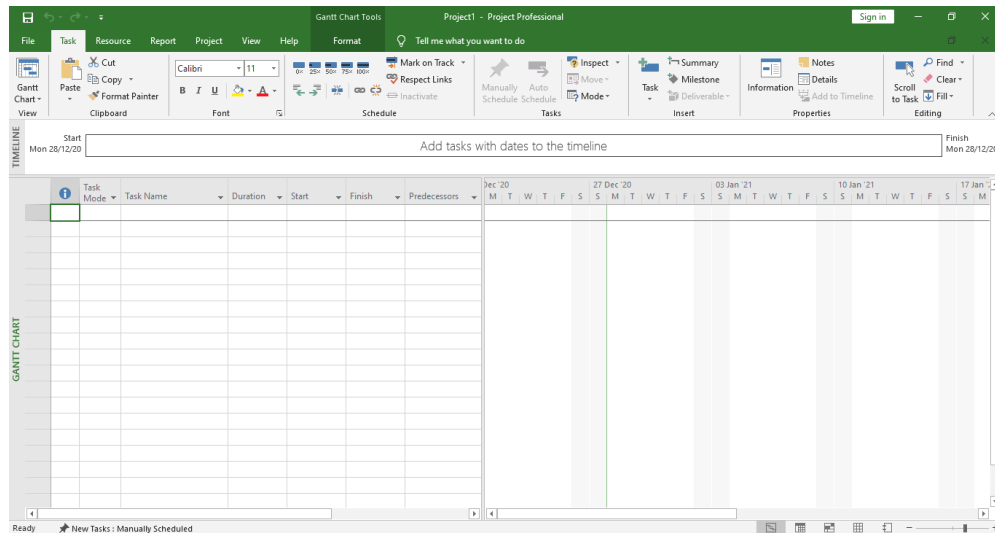 Gantt Chart Tools Project1 - Project Professional Sign in
File Task Resource Report Project View Help Format Tell me what you want to do
Gantt Chart
Paste
Cut
Copy
Format Painter
Calibri 11
B I U A
0× 25× 50× 75× 100×
Mark on Track
Respect Links
Inactivate
Manually Schedule
Auto Schedule
Inspect
Move
Mode
Task
Summary
Milestone
Deliverable
Information
Notes
Details
Add to Timeline
Scroll to Task
Find
Clear
Fill
View Clipboard Font Schedule Tasks Insert Properties Editing
TIMELINE
Start
Mon 28/12/20
Add tasks with dates to the timeline
Finish
Mon 28/12/20
Task Mode Task Name Duration Start Finish Predecessors
Dec '20 27 Dec '20 03 Jan '21 10 Jan '21 17 Jan '
M T W T F S S M T W T F S S M T W T F S S M T W T F S S M
GANTT CHART
Ready New Tasks : Manually Scheduled